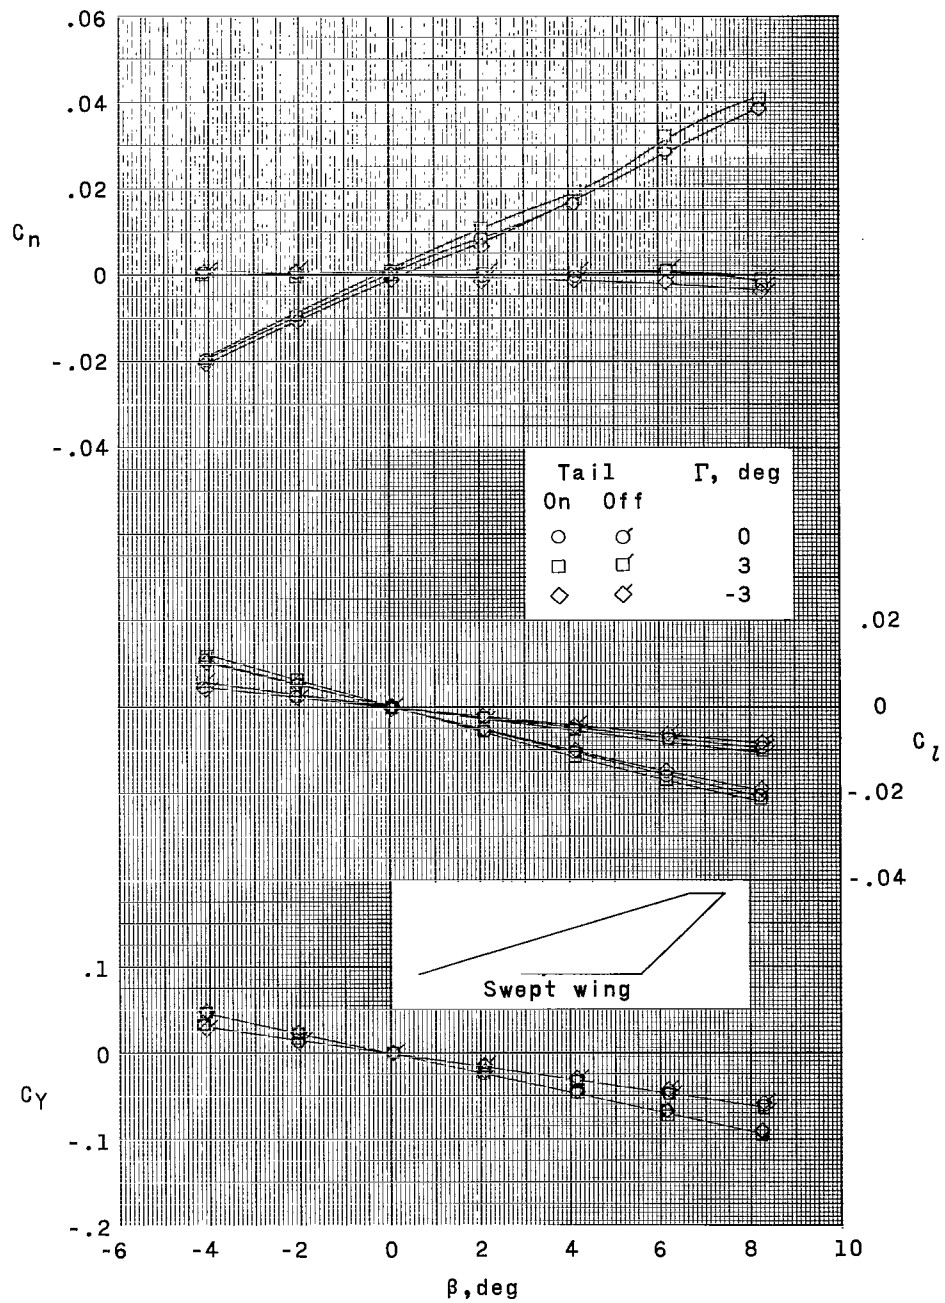 .06
.04
.02
0
-.02
-.04
C_n
Tail Γ, deg
On Off
0
3
-3
.02
0
-.02
-.04
C_l
Swept wing
.1
0
-.1
-.2
C_Y
-6 -4 -2 0 2 4 6 8 10
β, deg